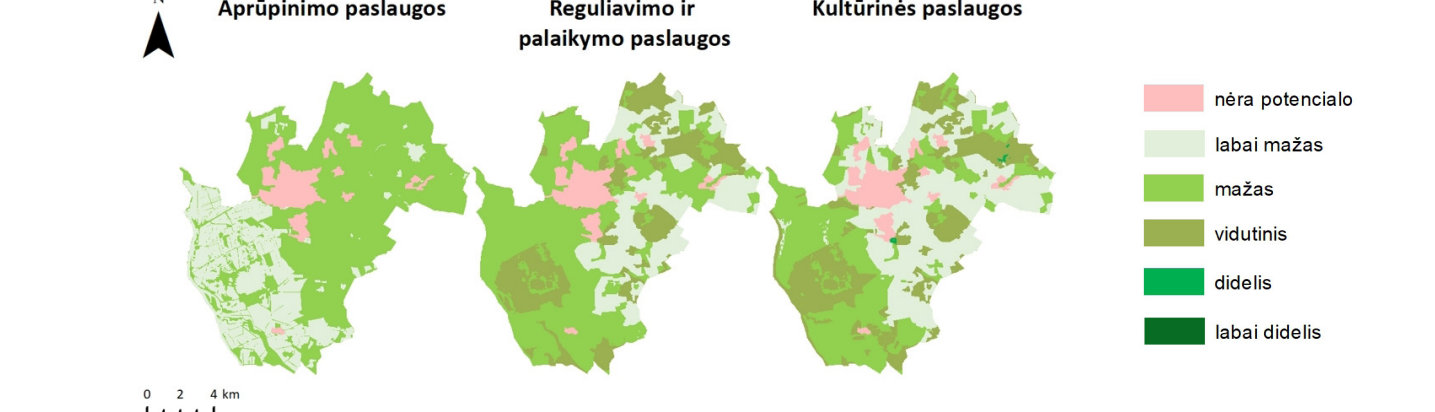 N
Aprūpinimo paslaugos
Reguliavimo ir
palaikymo paslaugos
Kultūrinės paslaugos
nėra potencialo
labai mažas
mažas
vidutinis
didelis
labai didelis
0 2 4 km